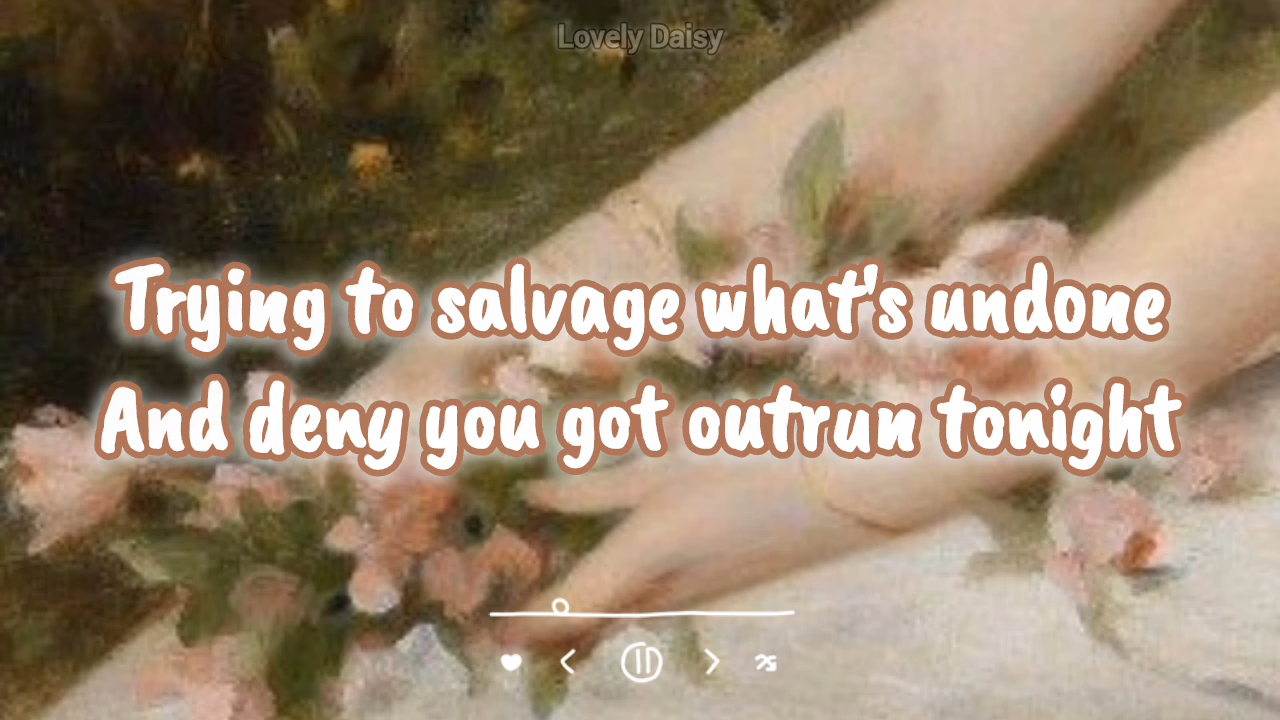 Lovely Daisy
Trying to salvage what's undone
And deny you got outrun tonight